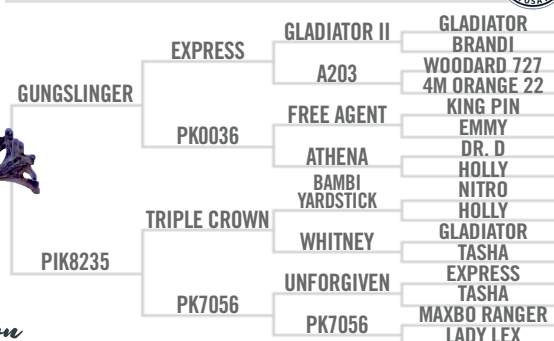 GUNGSLINGER
PIK8235
EXPRESS
PK0036
TRIPLE CROWN
PK7056
GLADIATOR II
A203
FREE AGENT
ATHENA
BAMBI
YARDSTICK
WHITNEY
UNFORGIVEN
PK7056
GLADIATOR
BRANDI
WOODARD 727
4M ORANGE 22
KING PIN
EMMY
DR. D
HOLLY
NITRO
HOLLY
GLADIATOR
TASHA
EXPRESS
TASHA
MAXBO RANGER
LADY LEX